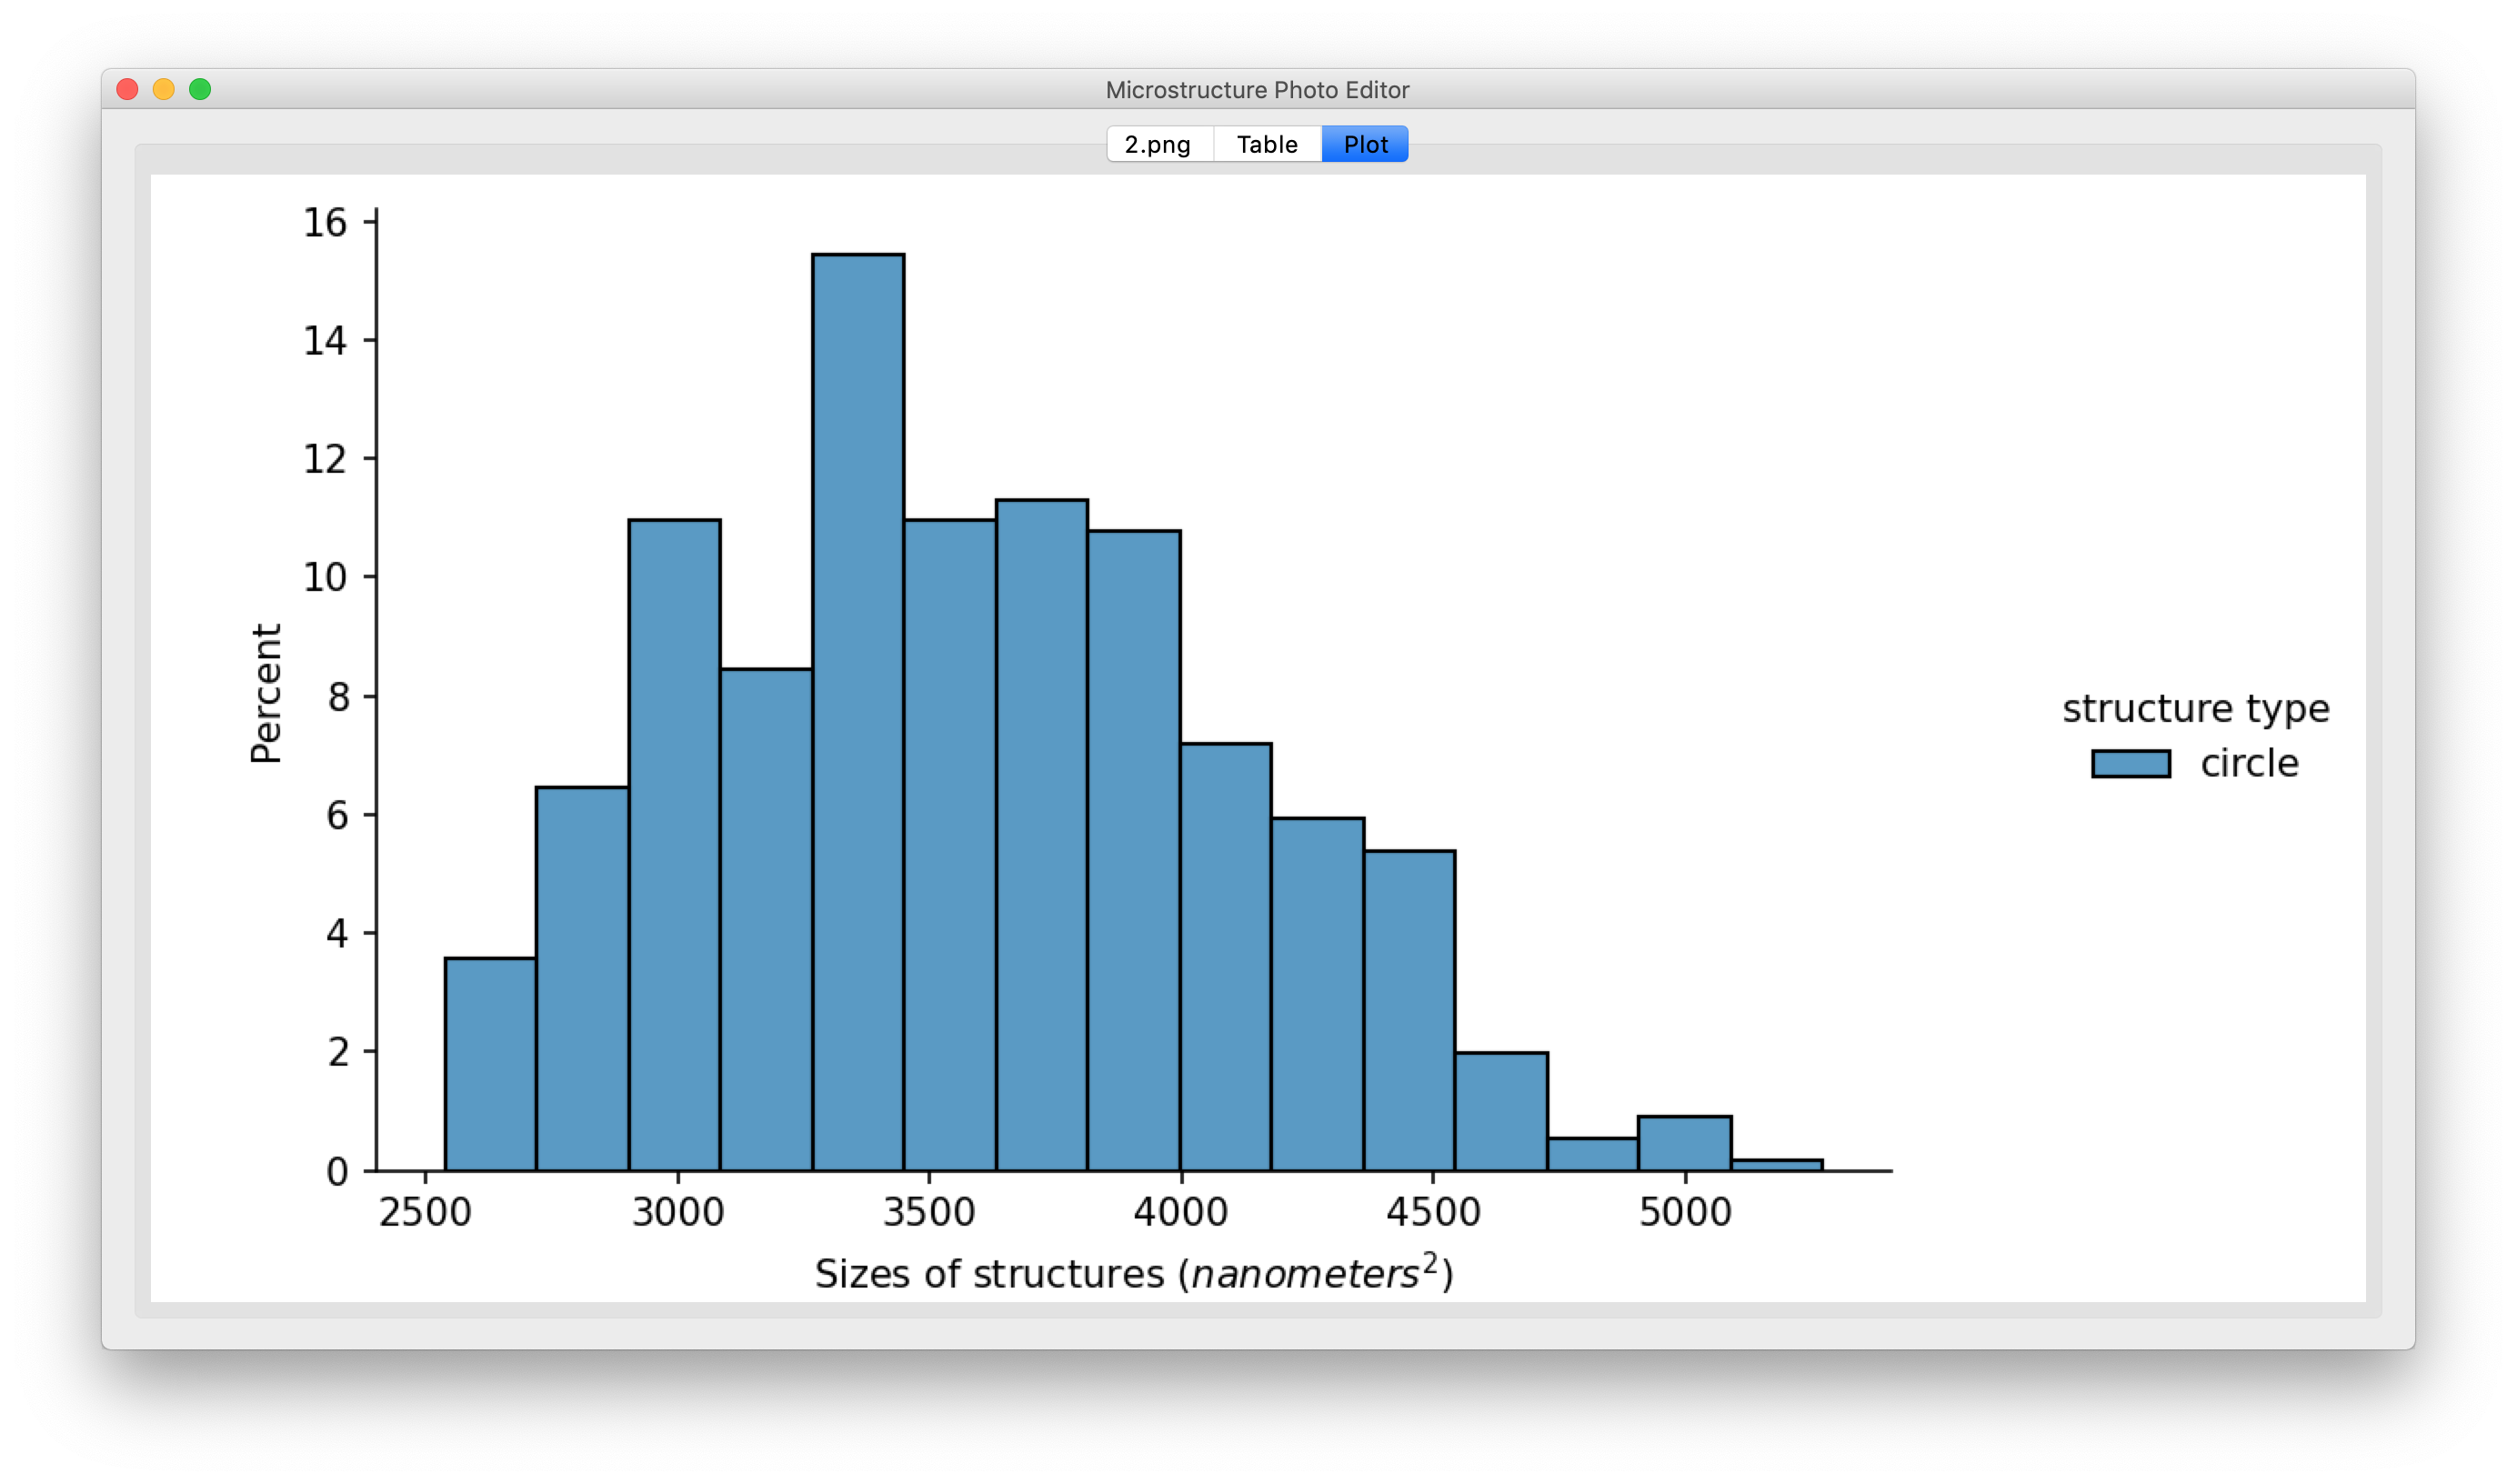 Microstructure Photo Editor
2.png Table Plot
16
14
12
10
8
6
4
2
0
Percent
2500 3000 3500 4000 4500 5000
Sizes of structures (nanometers²)
structure type
circle